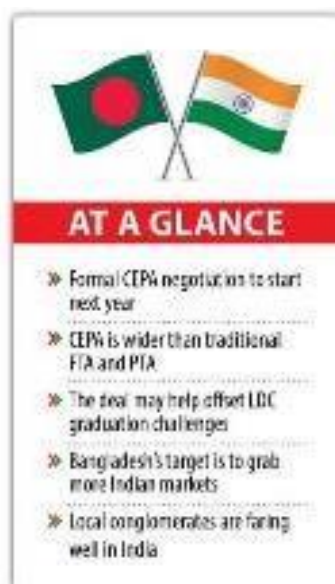 AT A GLANCE
» Formal CEPA negotiation to start
next year
» CEPA is wider than traditional
FTA and PTA
» The deal may help offset LDC
graduation challenges
» Bangladesh's target is to grab
more Indian markets
» Local conglomerates are faring
well in India